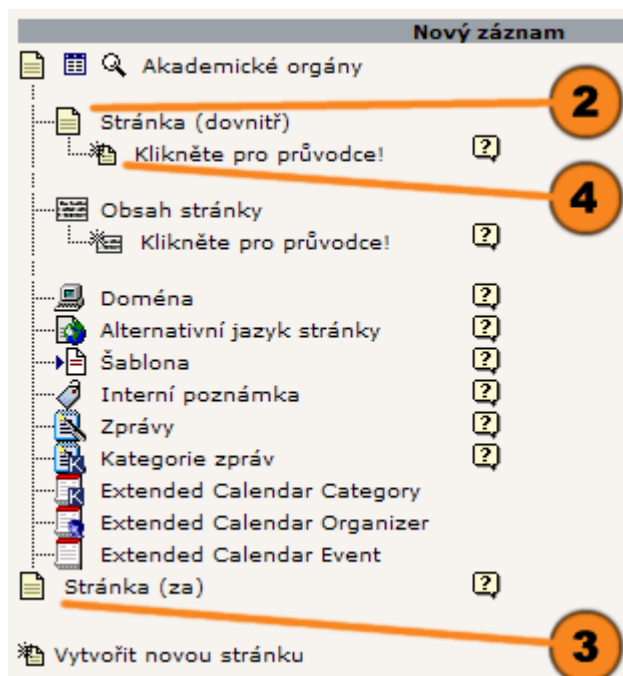 Nový záznam
Akademické orgány
2
Stránka (dovnitř)
Klikněte pro průvodce! ?
4
Obsah stránky
Klikněte pro průvodce! ?
Doména ?
Alternativní jazyk stránky ?
Šablona ?
Interní poznámka ?
Zprávy ?
Kategorie zpráv ?
Extended Calendar Category
Extended Calendar Organizer
Extended Calendar Event
Stránka (za) ?
3
Vytvořit novou stránku